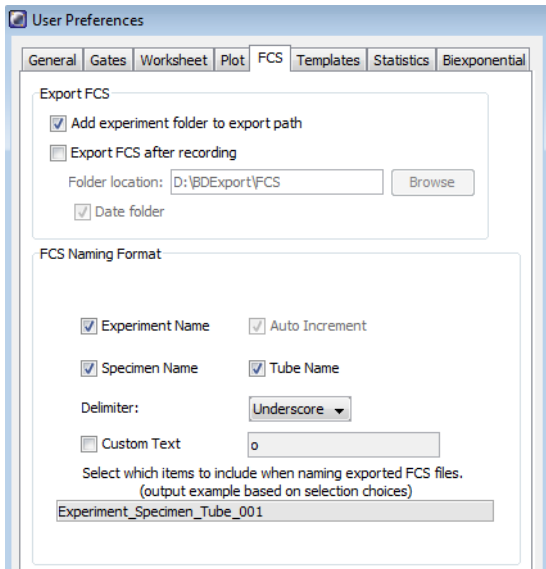 User Preferences
General Gates Worksheet Plot FCS Templates Statistics Biexponential
Export FCS
Add experiment folder to export path
Export FCS after recording
Folder location: D:\BDExport\FCS Browse
Date folder
FCS Naming Format
Experiment Name Auto Increment
Specimen Name Tube Name
Delimiter: Underscore
Custom Text o
Select which items to include when naming exported FCS files.
(output example based on selection choices)
Experiment_Specimen_Tube_001